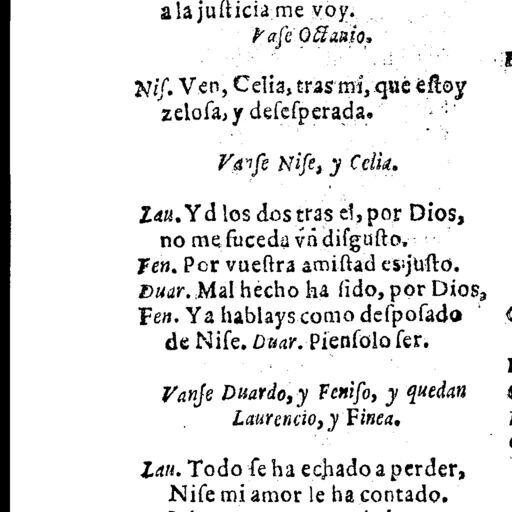 a la juſticia me voy.
Vaſe Octauio.
Niſ. Ven, Celia, tras mi, que eſtoy
zeloſa, y deſeſperada.
Vanſe Niſe, y Celia.
Lau. Yd los dos tras el, por Dios,
no me ſuceda vn diſguſto.
Fen. Por vueſtra amiſtad es juſto.
Duar. Mal hecho ha ſido, por Dios,
Fen. Ya hablays como deſpoſado
de Niſe. Duar. Pienſolo ſer.
Vanſe Duardo, y Feniſo, y quedan
Laurencio, y Finea.
Lau. Todo ſe ha echado a perder,
Niſe mi amor le ha contado.